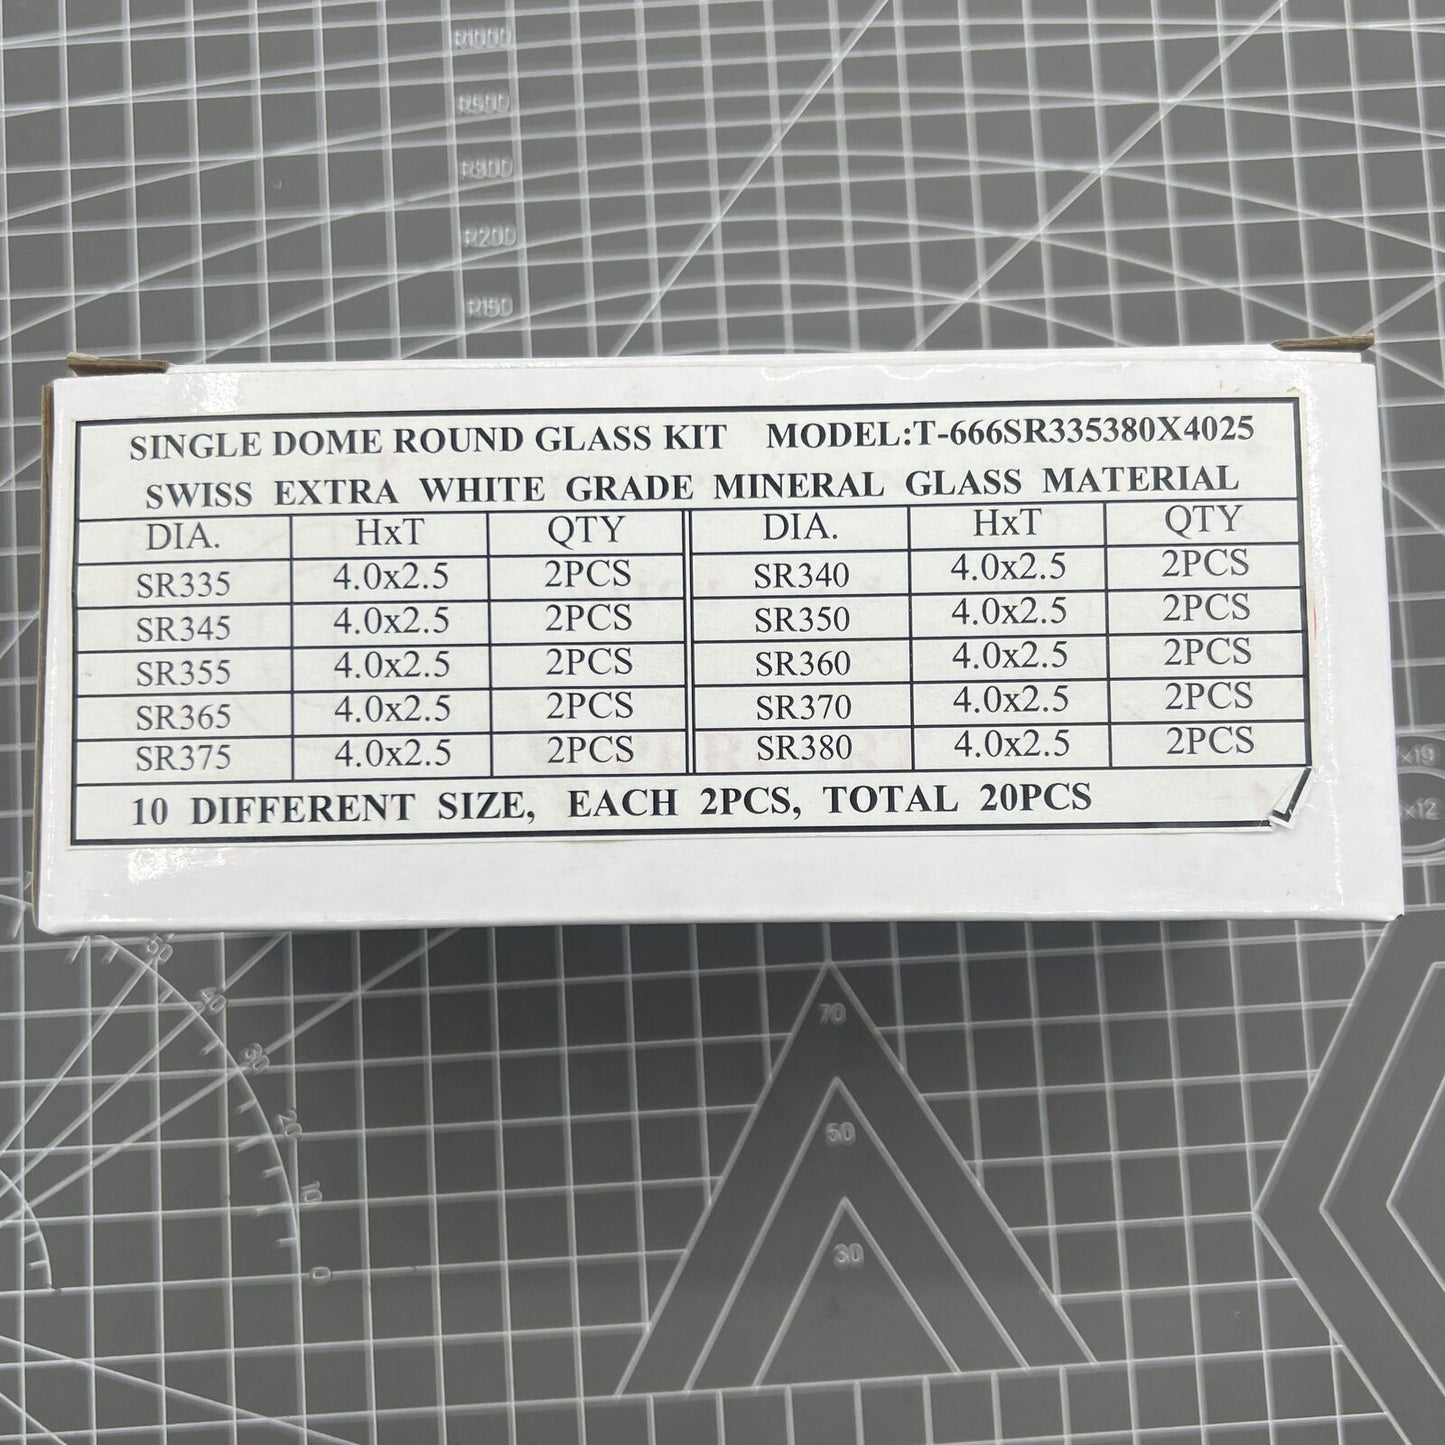 R1000
R500
R300
R200
R150
SINGLE DOME ROUND GLASS KIT MODEL:T-666SR335380X4025
SWISS EXTRA WHITE GRADE MINERAL GLASS MATERIAL
DIA. HxT QTY DIA. HxT QTY
SR335 4.0x2.5 2PCS SR340 4.0x2.5 2PCS
SR345 4.0x2.5 2PCS SR350 4.0x2.5 2PCS
SR355 4.0x2.5 2PCS SR360 4.0x2.5 2PCS
SR365 4.0x2.5 2PCS SR370 4.0x2.5 2PCS
SR375 4.0x2.5 2PCS SR380 4.0x2.5 2PCS
10 DIFFERENT SIZE, EACH 2PCS, TOTAL 20PCS
x19
x12
50
40
30
20
10
0
70
50
30